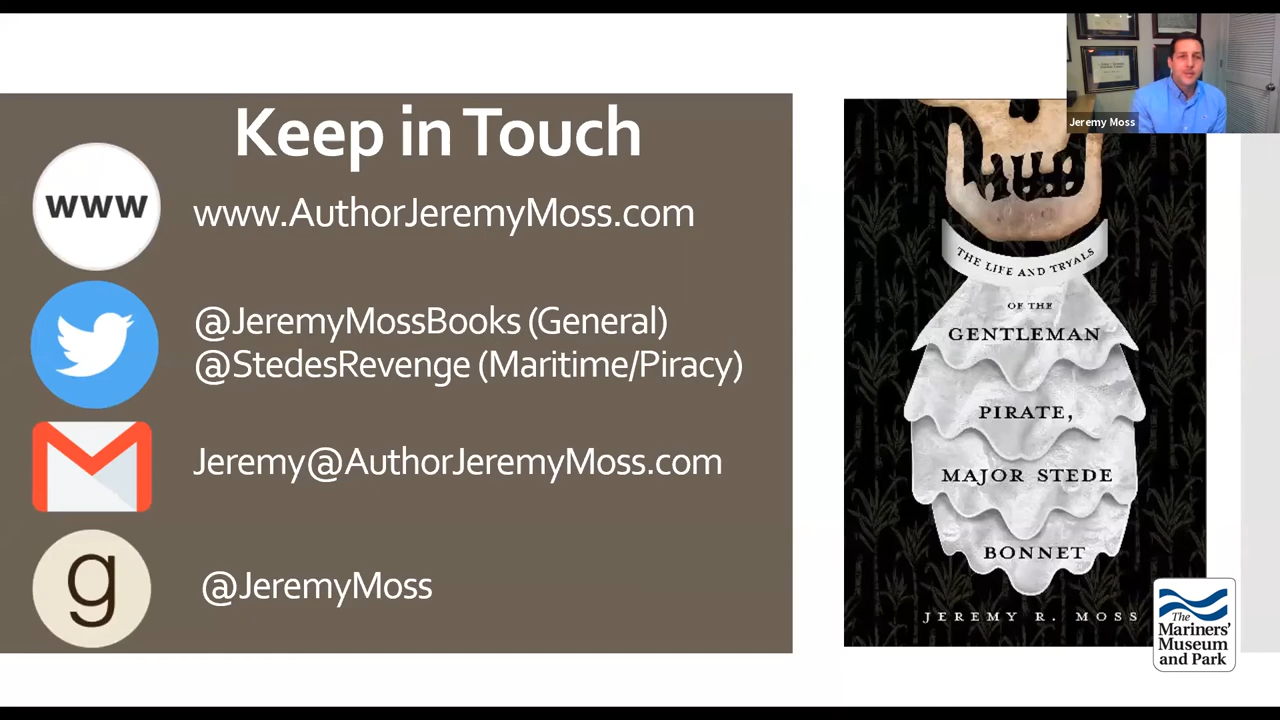 Keep in Touch
www
www.AuthorJeremyMoss.com
@JeremyMossBooks (General)
@StedesRevenge (Maritime/Piracy)
Jeremy@AuthorJeremyMoss.com
g
@JeremyMoss
Jeremy Moss
THE LIFE AND TRYALS
OF THE
GENTLEMAN
PIRATE,
MAJOR STEDE
BONNET
JEREMY R. MOSS
The
Mariners'
Museum
and Park